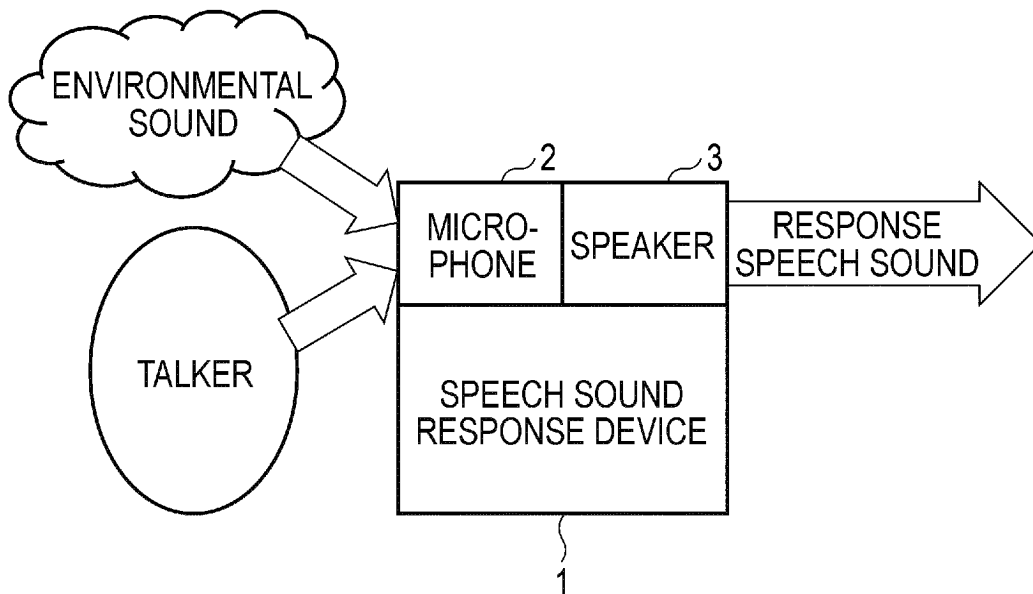 ENVIRONMENTAL
SOUND
2
3
MICRO-
PHONE
SPEAKER
RESPONSE
SPEECH SOUND
TALKER
SPEECH SOUND
RESPONSE DEVICE
1